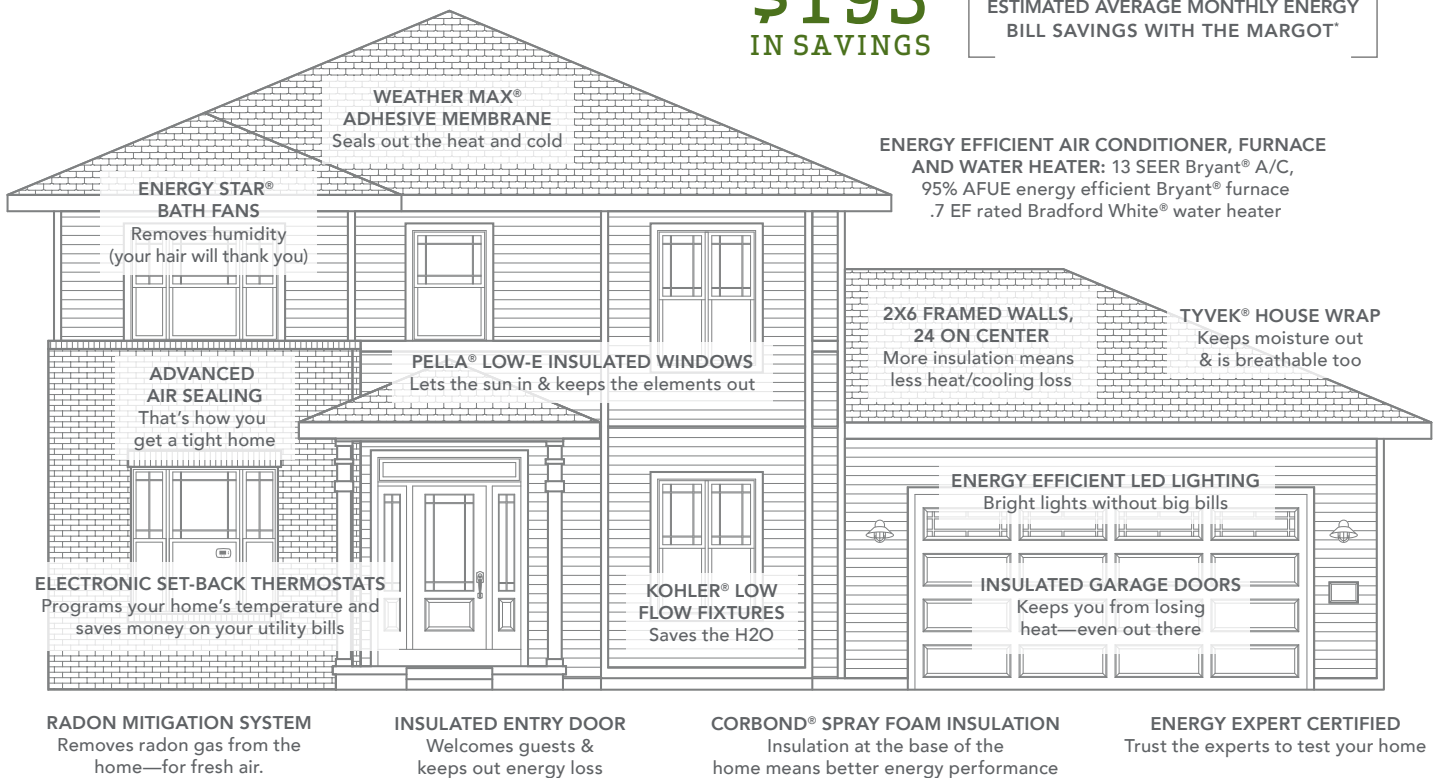 $193
IN SAVINGS
ESTIMATED AVERAGE MONTHLY ENERGY
BILL SAVINGS WITH THE MARGOT*
WEATHER MAX®
ADHESIVE MEMBRANE
Seals out the heat and cold
ENERGY EFFICIENT AIR CONDITIONER, FURNACE
AND WATER HEATER: 13 SEER Bryant® A/C,
95% AFUE energy efficient Bryant® furnace
.7 EF rated Bradford White® water heater
ENERGY STAR®
BATH FANS
Removes humidity
(your hair will thank you)
2X6 FRAMED WALLS,
24 ON CENTER
More insulation means
less heat/cooling loss
TYVEK® HOUSE WRAP
Keeps moisture out
& is breathable too
PELLA® LOW-E INSULATED WINDOWS
Lets the sun in & keeps the elements out
ADVANCED
AIR SEALING
That's how you
get a tight home
ENERGY EFFICIENT LED LIGHTING
Bright lights without big bills
ELECTRONIC SET-BACK THERMOSTATS
Programs your home's temperature and
saves money on your utility bills
KOHLER® LOW
FLOW FIXTURES
Saves the H2O
INSULATED GARAGE DOORS
Keeps you from losing
heat—even out there
RADON MITIGATION SYSTEM
Removes radon gas from the
home—for fresh air.
INSULATED ENTRY DOOR
Welcomes guests &
keeps out energy loss
CORBOND® SPRAY FOAM INSULATION
Insulation at the base of the
home means better energy performance
ENERGY EXPERT CERTIFIED
Trust the experts to test your home